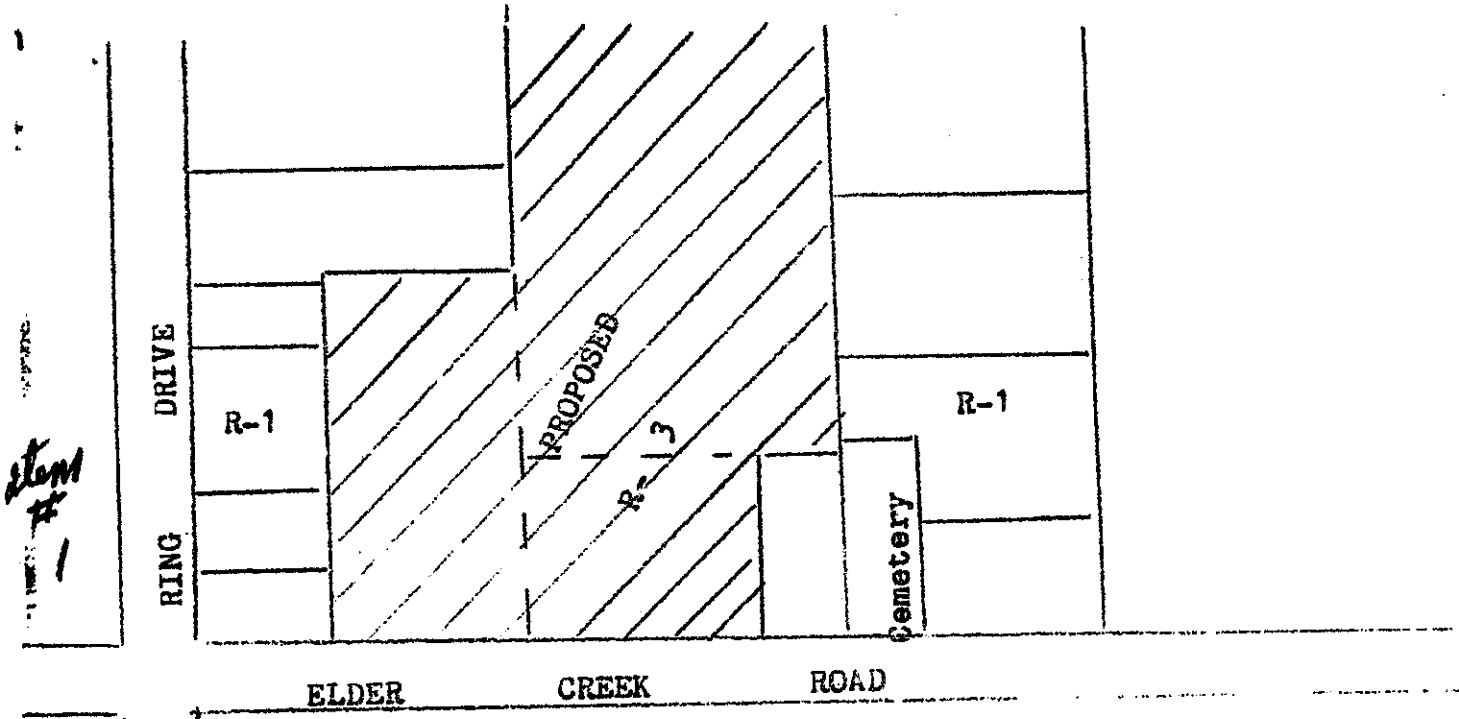 Item
#
1
RING DRIVE
R-1
PROPOSED
R-3
R-1
Cemetery
ELDER CREEK ROAD